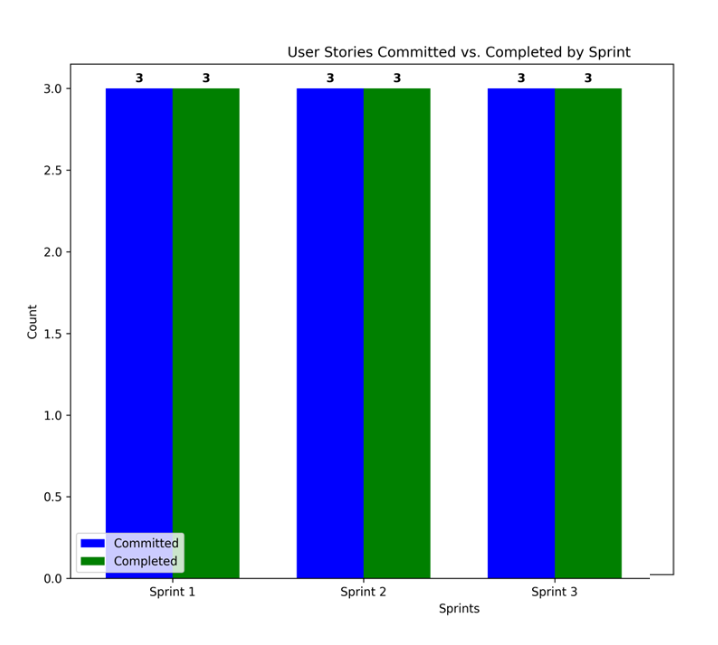 User Stories Committed vs. Completed by Sprint
3 3 3 3 3 3
3.0
2.5
2.0
1.5
1.0
0.5
0.0
Count
Committed
Completed
Sprint 1 Sprint 2 Sprint 3
Sprints